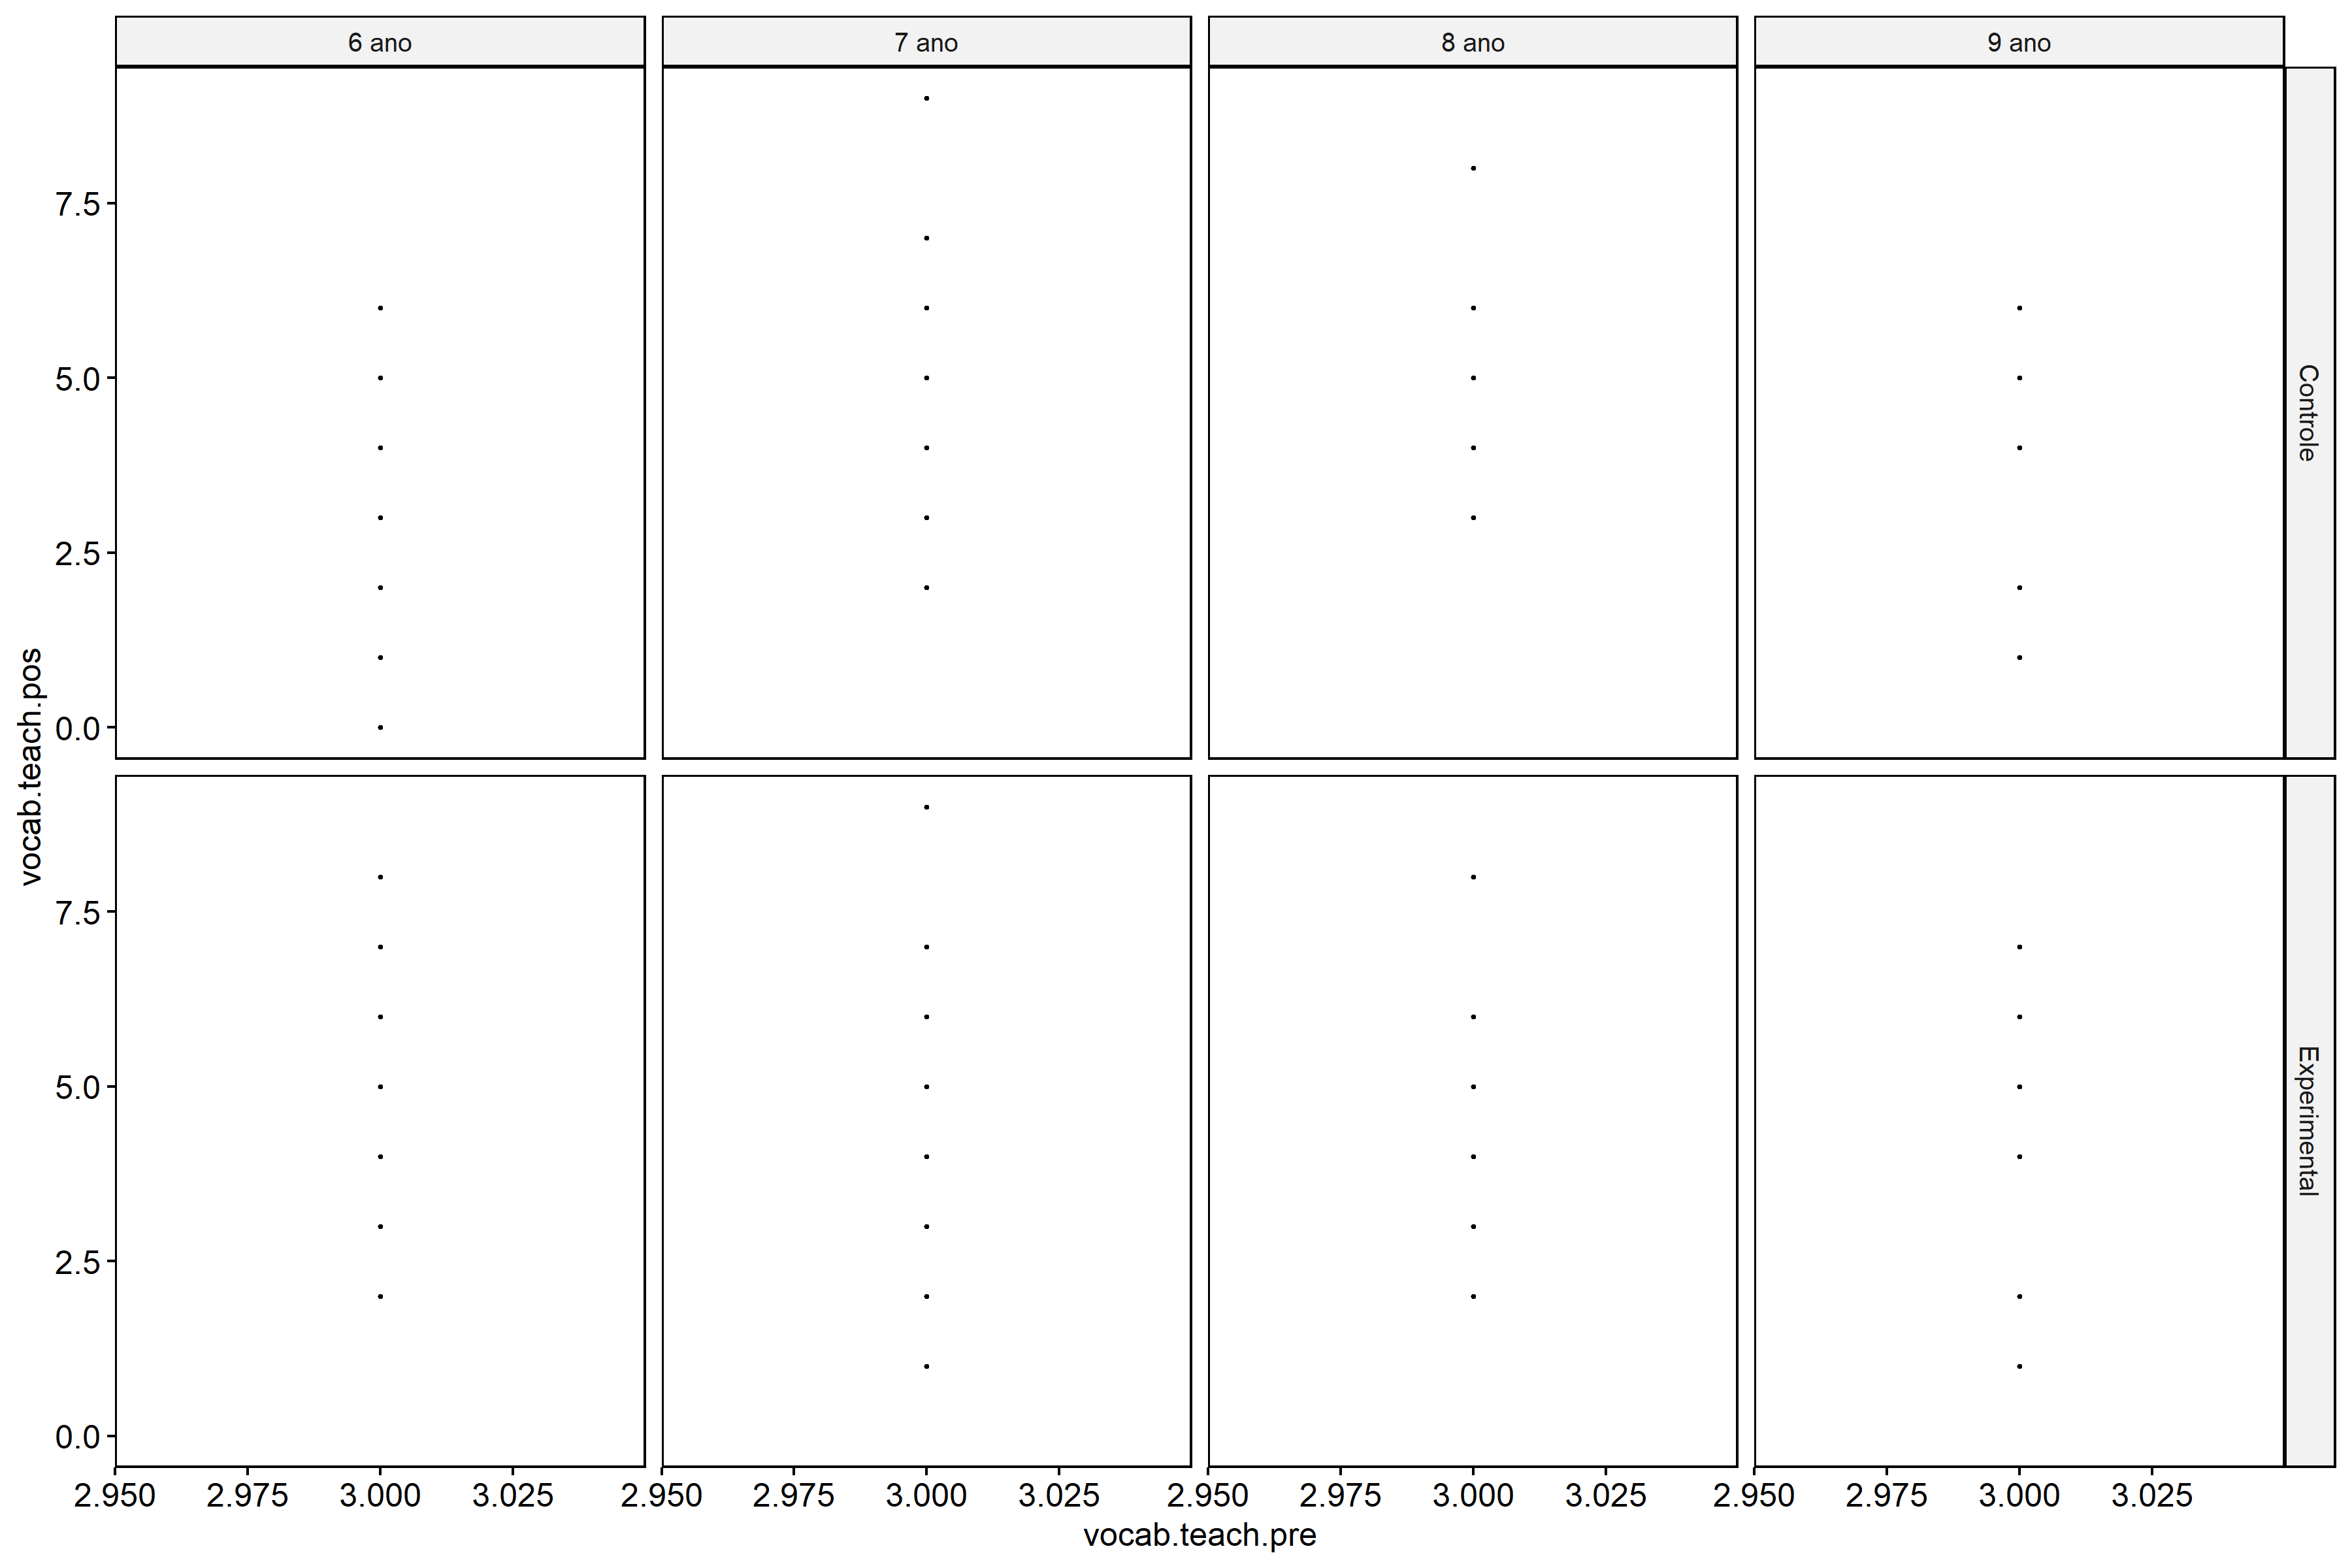 6 ano
7 ano
8 ano
9 ano
7.5
5.0
2.5
0.0
Controle
vocab.teach.pos
7.5
5.0
2.5
0.0
Experimental
2.950 2.975 3.000 3.025
2.950 2.975 3.000 3.025
2.950 2.975 3.000 3.025
2.950 2.975 3.000 3.025
vocab.teach.pre